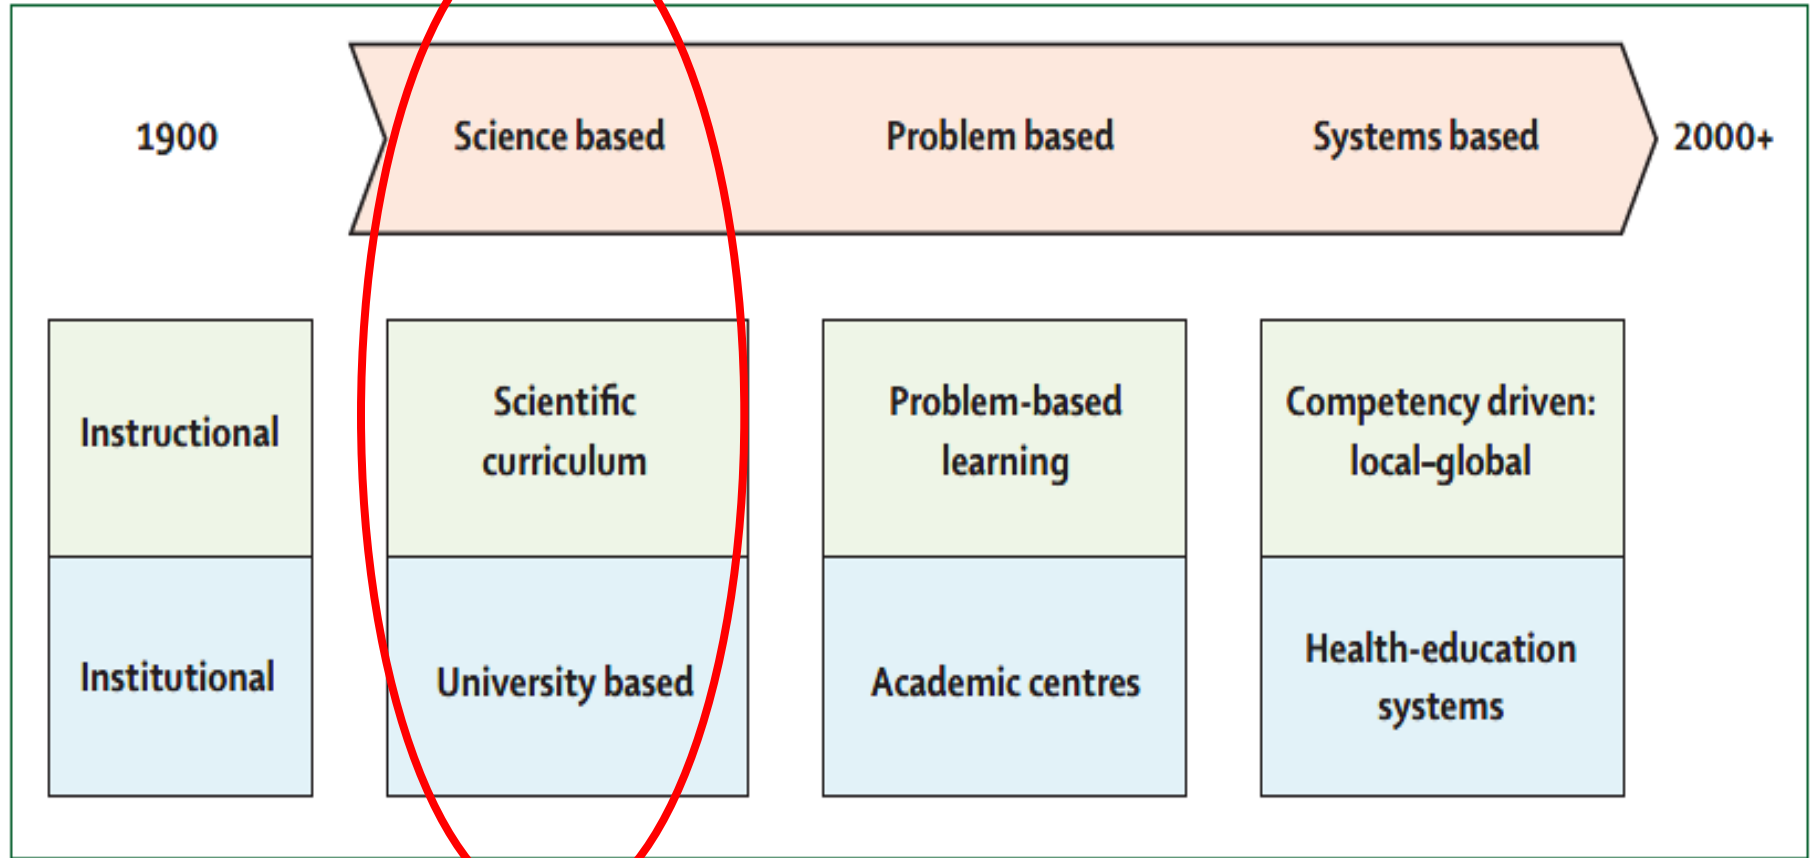 1900
Science based
Problem based
Systems based
2000+
Instructional
Scientific
curriculum
Problem-based
learning
Competency driven:
local–global
Institutional
University based
Academic centres
Health-education
systems